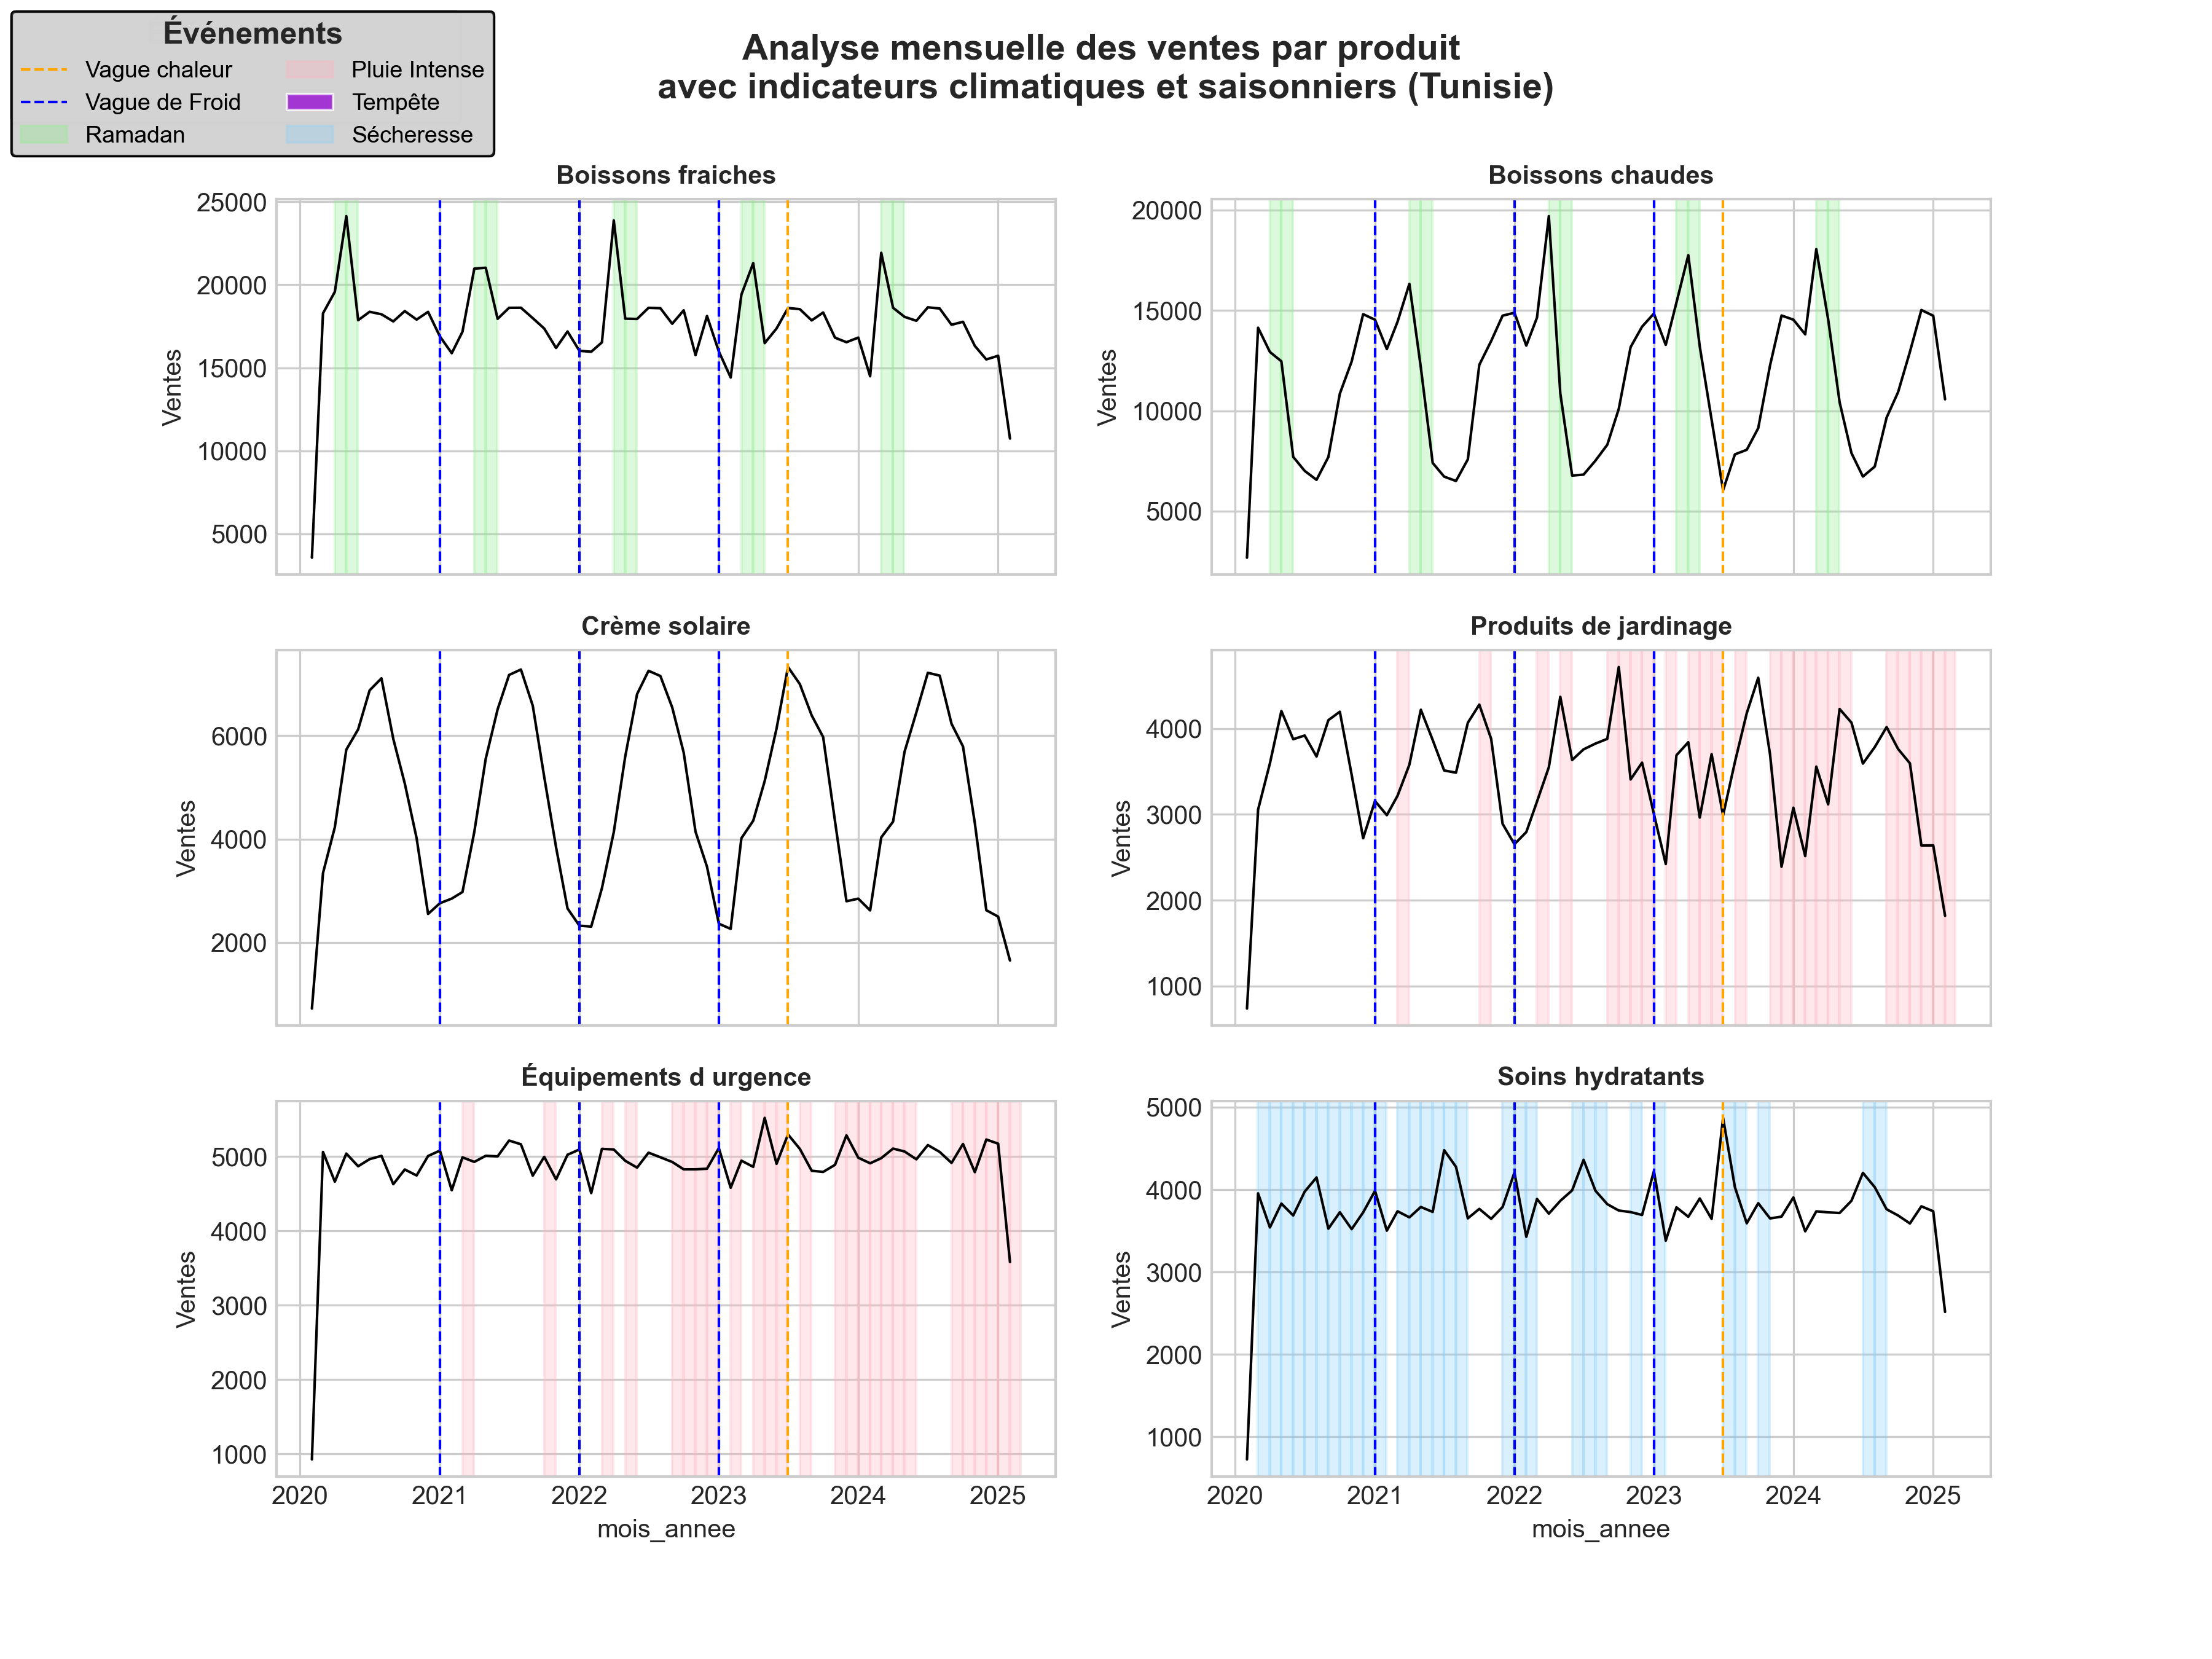 Événements
Vague chaleur
Vague de Froid
Ramadan
Pluie Intense
Tempête
Sécheresse
Analyse mensuelle des ventes par produit
avec indicateurs climatiques et saisonniers (Tunisie)
Boissons fraiches
25000
20000
15000
10000
5000
Ventes
Boissons chaudes
20000
15000
10000
5000
Ventes
Crème solaire
6000
4000
2000
Ventes
Produits de jardinage
4000
3000
2000
1000
Ventes
Équipements d urgence
5000
4000
3000
2000
1000
Ventes
2020 2021 2022 2023 2024 2025
mois_annee
Soins hydratants
5000
4000
3000
2000
1000
Ventes
2020 2021 2022 2023 2024 2025
mois_annee